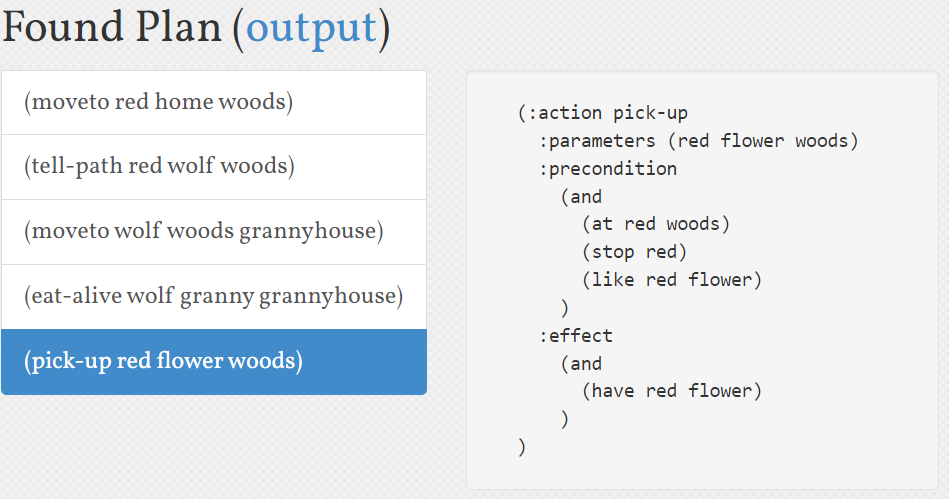 Found Plan (output)
(moveto red home woods)
(tell-path red wolf woods)
(moveto wolf woods grannyhouse)
(eat-alive wolf granny grannyhouse)
(pick-up red flower woods)
(:action pick-up
:parameters (red flower woods)
:precondition
(and
(at red woods)
(stop red)
(like red flower)
)
:effect
(and
(have red flower)
)
)